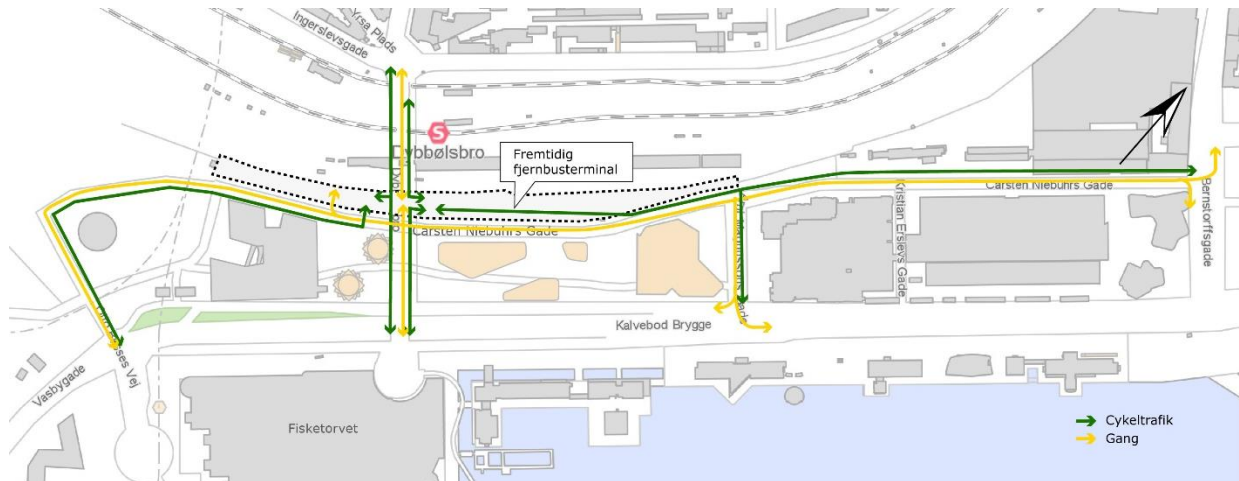 Yrsa Plads
Ingerslevsgade
S
Dybbølsbro
Fremtidig
fjernbusterminal
Carsten Niebuhrs Gade
Carsten Niebuhrs Gade
Kristian Erslevs Gade
Bernstorffsgade
Kalvebod Brygge
Vasbygade
Vej
Fisketorvet
Cykeltrafik
Gang